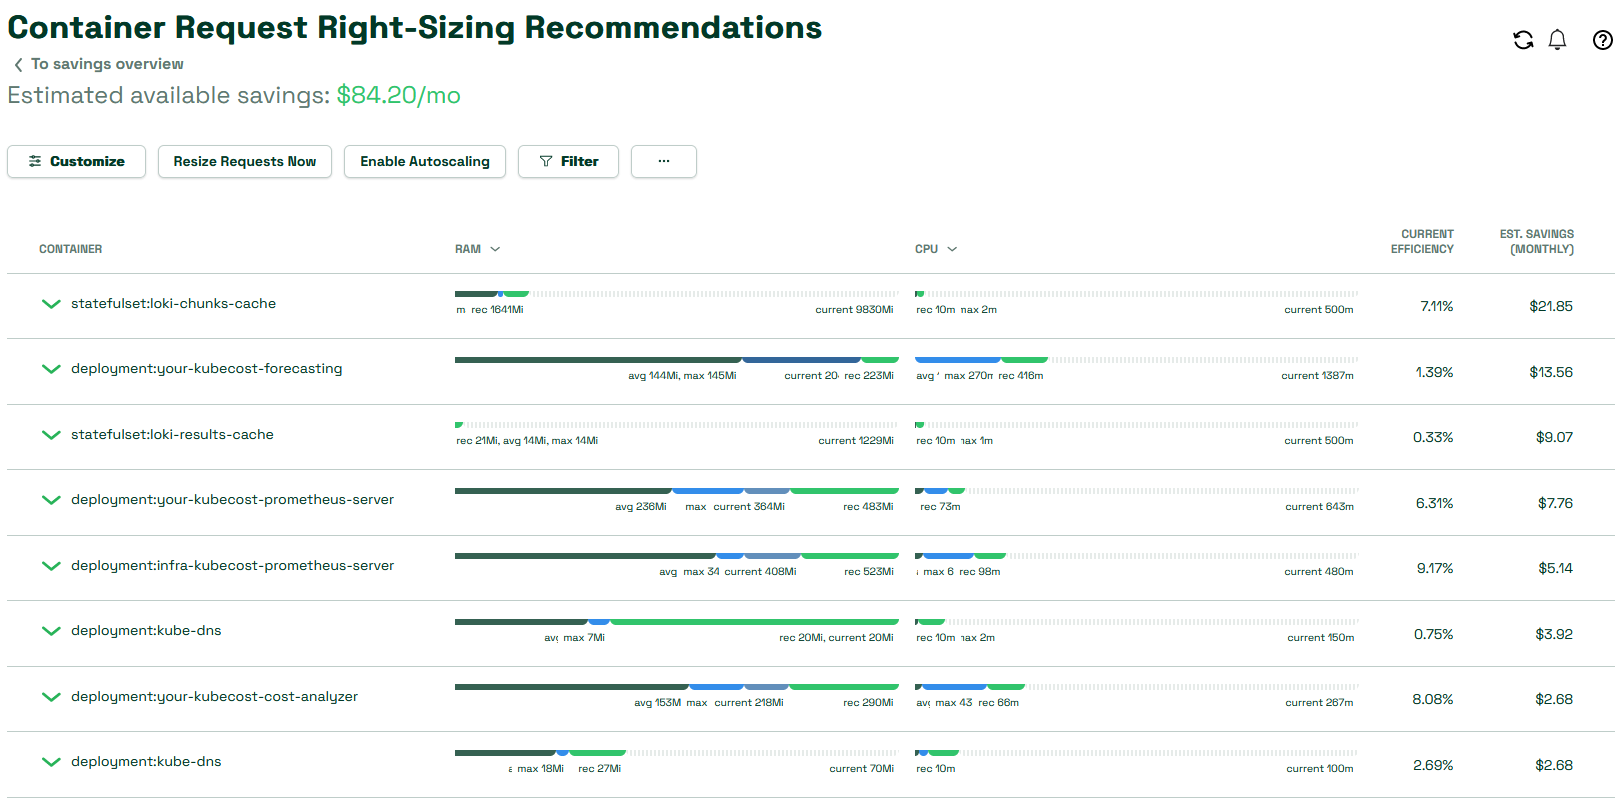 Container Request Right-Sizing Recommendations
To savings overview
Estimated available savings: $84.20/mo
Customize Resize Requests Now Enable Autoscaling Filter ...
CONTAINER RAM CPU CURRENT EFFICIENCY EST. SAVINGS (MONTHLY)
statefulset:loki-chunks-cache 7.11% $21.85
rec 1641Mi current 9830Mi rec 10m max 2m current 500m
deployment:your-kubecost-forecasting 1.39% $13.56
avg 144Mi, max 145Mi current 20 rec 223Mi avg max 270m rec 416m current 1387m
statefulset:loki-results-cache 0.33% $9.07
rec 21Mi, avg 14Mi, max 14Mi current 1229Mi rec 10m max 1m current 500m
deployment:your-kubecost-prometheus-server 6.31% $7.76
avg 236Mi max current 364Mi rec 483Mi rec 73m current 643m
deployment:infra-kubecost-prometheus-server 9.17% $5.14
avg max 34 current 408Mi rec 523Mi max 6 rec 98m current 480m
deployment:kube-dns 0.75% $3.92
avg max 7Mi rec 20Mi, current 20Mi rec 10m max 2m current 150m
deployment:your-kubecost-cost-analyzer 8.08% $2.68
avg 153M max current 218Mi rec 290Mi avg max 43 rec 66m current 267m
deployment:kube-dns 2.69% $2.68
max 18Mi rec 27Mi current 70Mi rec 10m current 100m